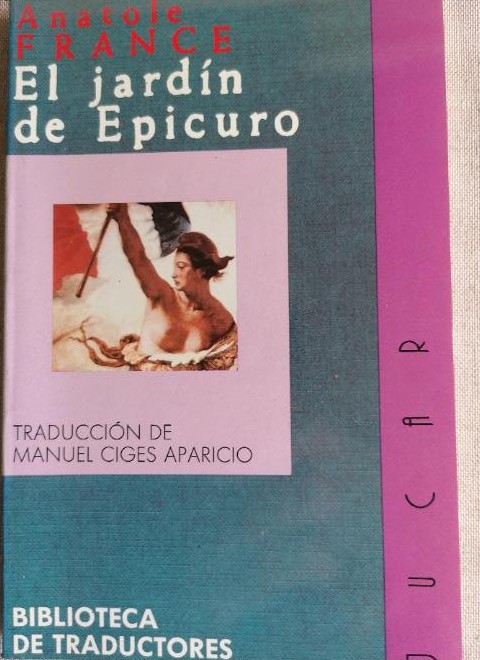 Anatole
FRANCE
El jardín
de Epicuro
TRADUCCIÓN DE
MANUEL CIGES APARICIO
BIBLIOTECA
DE TRADUCTORES
JUCAR